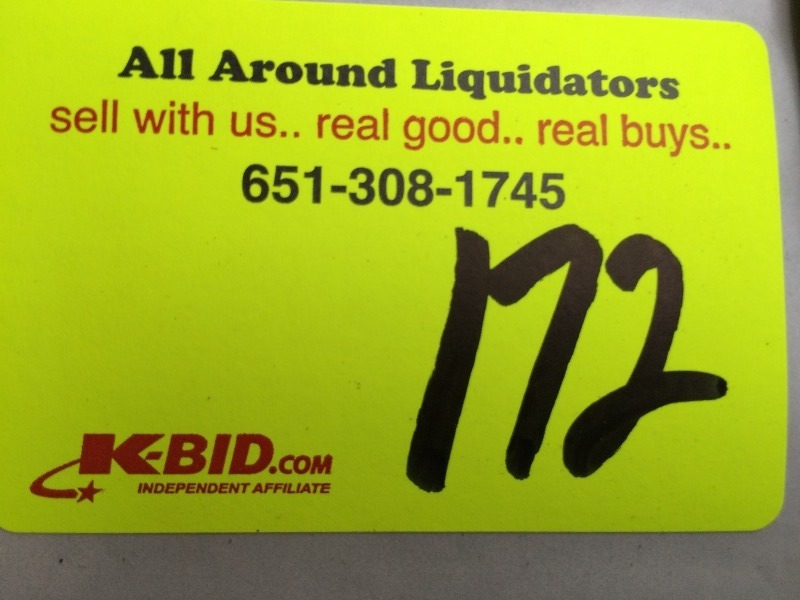 All Around Liquidators
sell with us.. real good.. real buys..
651-308-1745
172
K-BID.COM
INDEPENDENT AFFILIATE